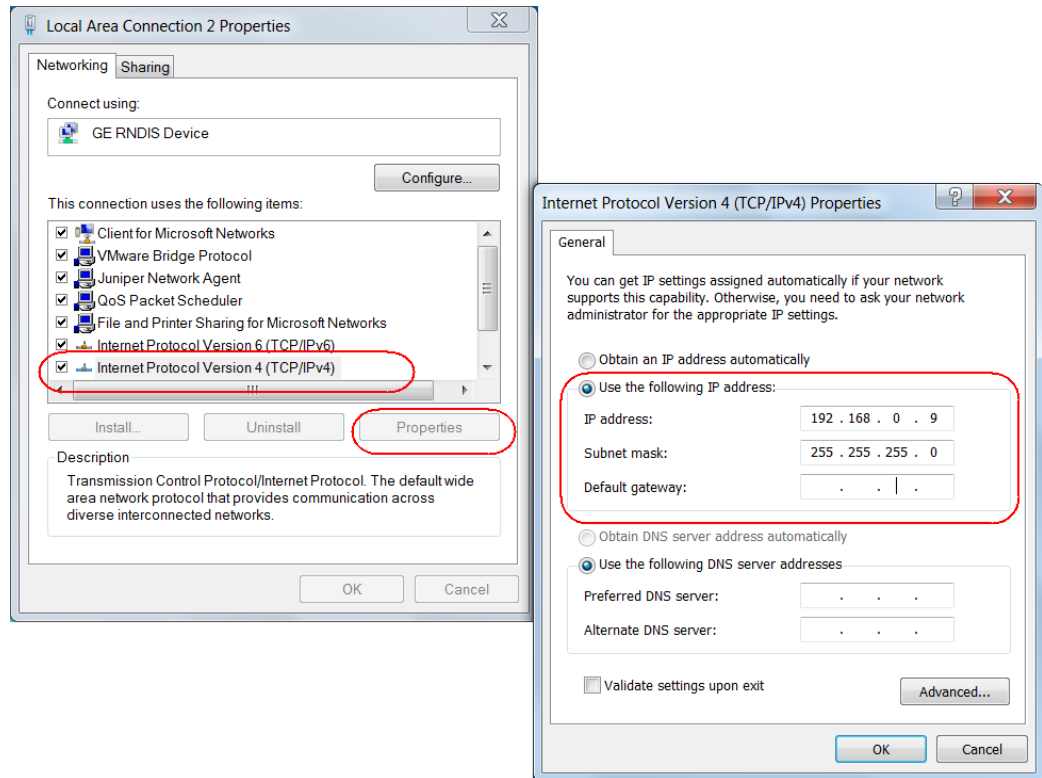 Local Area Connection 2 Properties
Networking
Sharing
Connect using:
GE RNDIS Device
Configure...
This connection uses the following items:
Client for Microsoft Networks
VMware Bridge Protocol
Juniper Network Agent
QoS Packet Scheduler
File and Printer Sharing for Microsoft Networks
Internet Protocol Version 6 (TCP/IPv6)
Internet Protocol Version 4 (TCP/IPv4)
Install...
Uninstall
Properties
Description
Transmission Control Protocol/Internet Protocol. The default wide
area network protocol that provides communication across
diverse interconnected networks.
OK
Cancel
Internet Protocol Version 4 (TCP/IPv4) Properties
General
You can get IP settings assigned automatically if your network
supports this capability. Otherwise, you need to ask your network
administrator for the appropriate IP settings.
Obtain an IP address automatically
Use the following IP address:
IP address: 192 . 168 . 0 . 9
Subnet mask: 255 . 255 . 255 . 0
Default gateway: . . .
Obtain DNS server address automatically
Use the following DNS server addresses
Preferred DNS server: . . .
Alternate DNS server: . . .
Validate settings upon exit
Advanced...
OK
Cancel